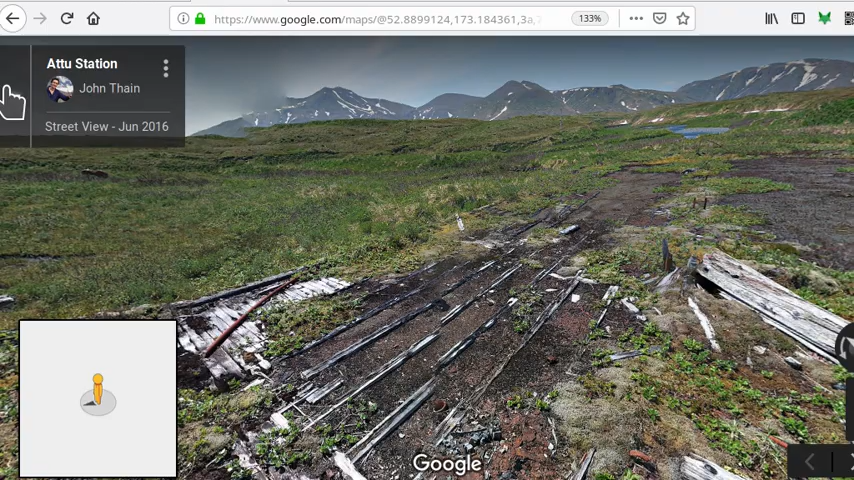 https://www.google.com/maps/@52.8899124,173.184361,3a,
133%
Attu Station
John Thain
Street View - Jun 2016
Google